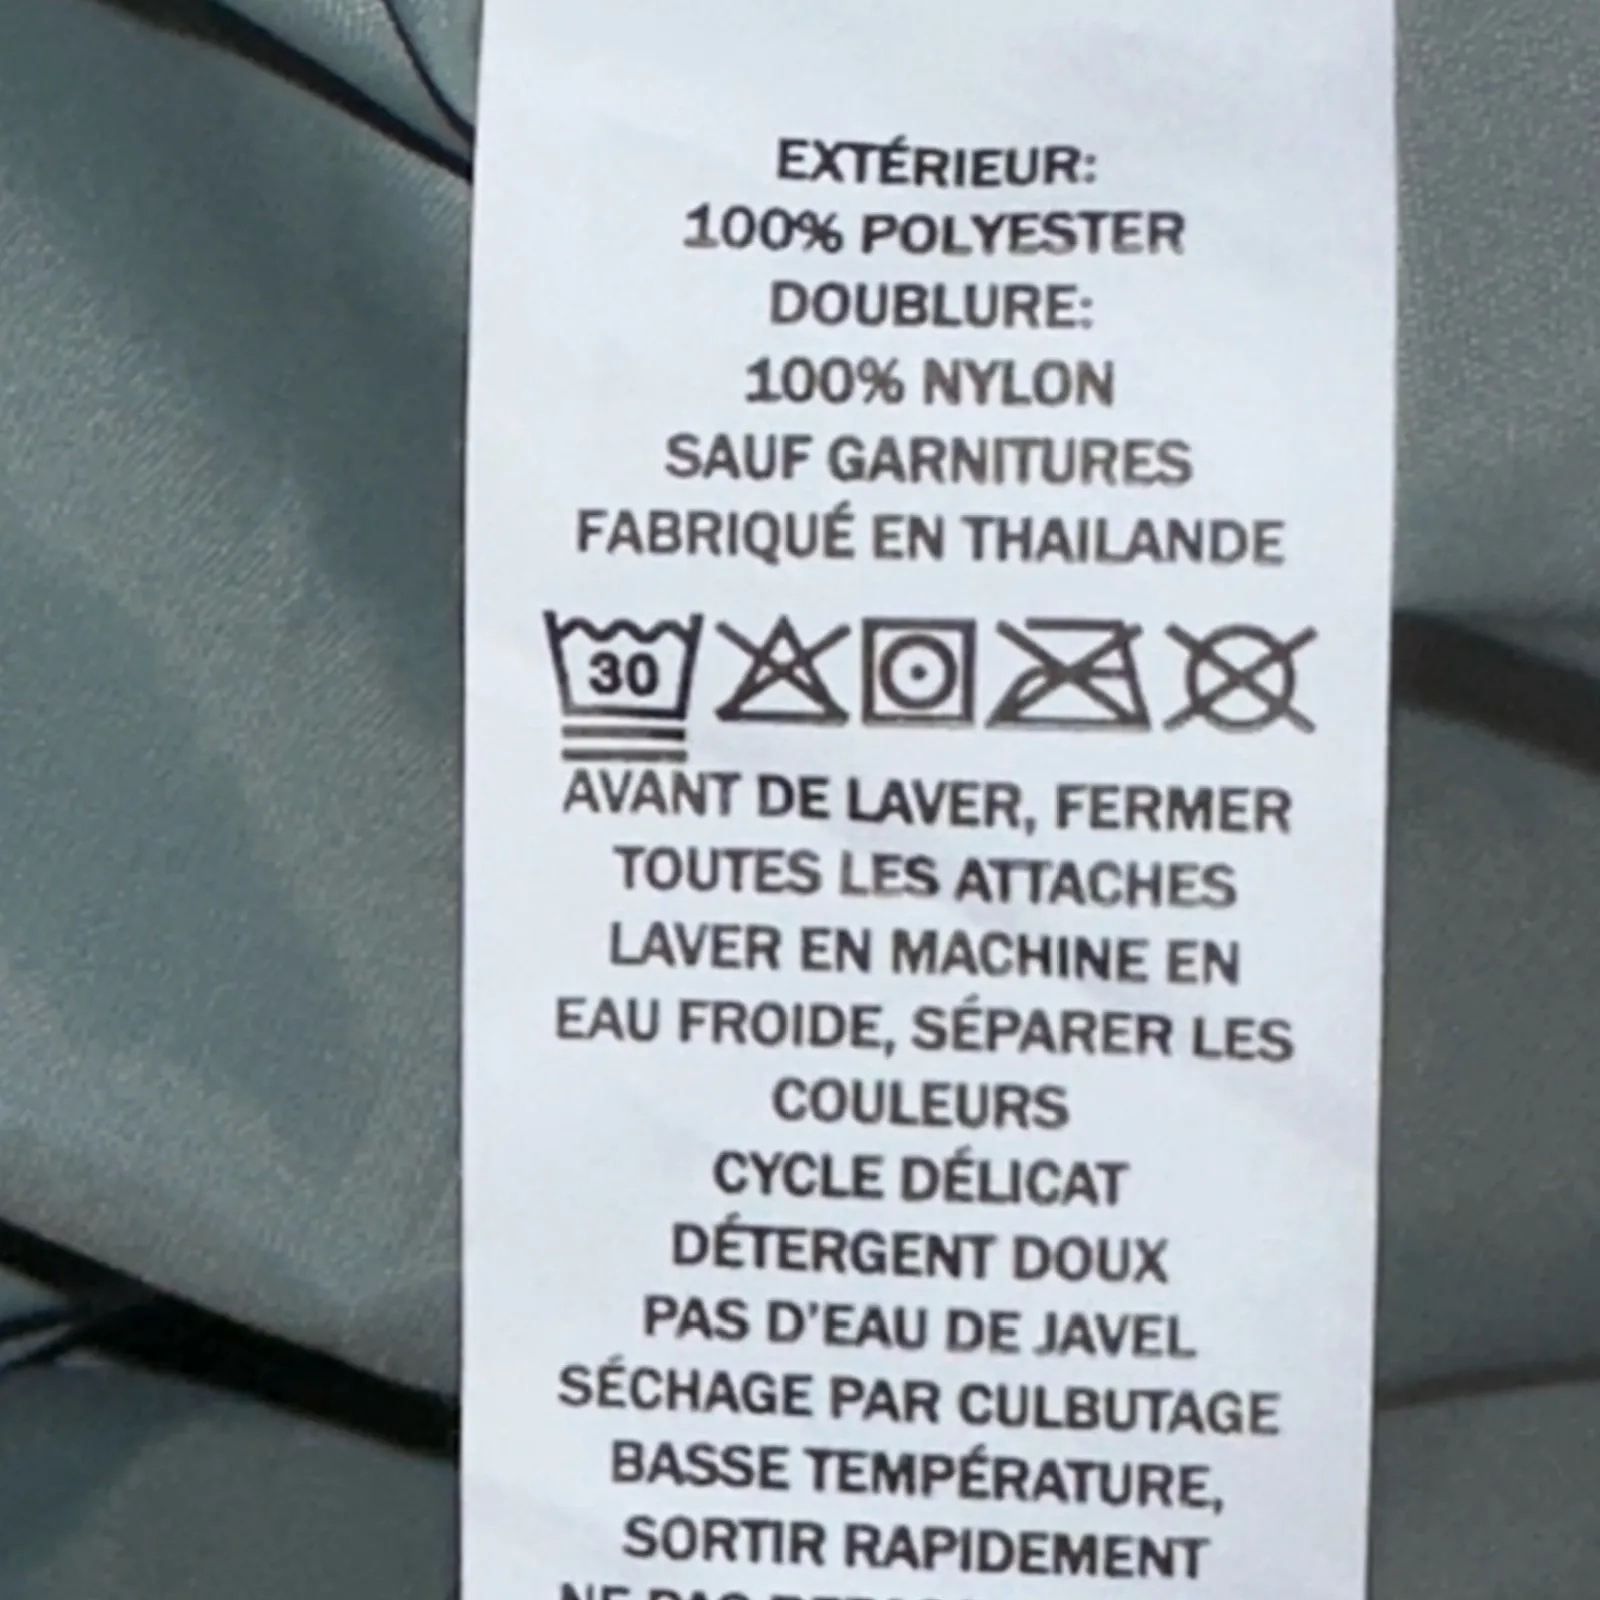 EXTÉRIEUR:
100% POLYESTER
DOUBLURE:
100% NYLON
SAUF GARNITURES
FABRIQUÉ EN THAILANDE
30
AVANT DE LAVER, FERMER
TOUTES LES ATTACHES
LAVER EN MACHINE EN
EAU FROIDE, SÉPARER LES
COULEURS
CYCLE DÉLICAT
DÉTERGENT DOUX
PAS D'EAU DE JAVEL
SÉCHAGE PAR CULBUTAGE
BASSE TEMPÉRATURE,
SORTIR RAPIDEMENT
NE PAS